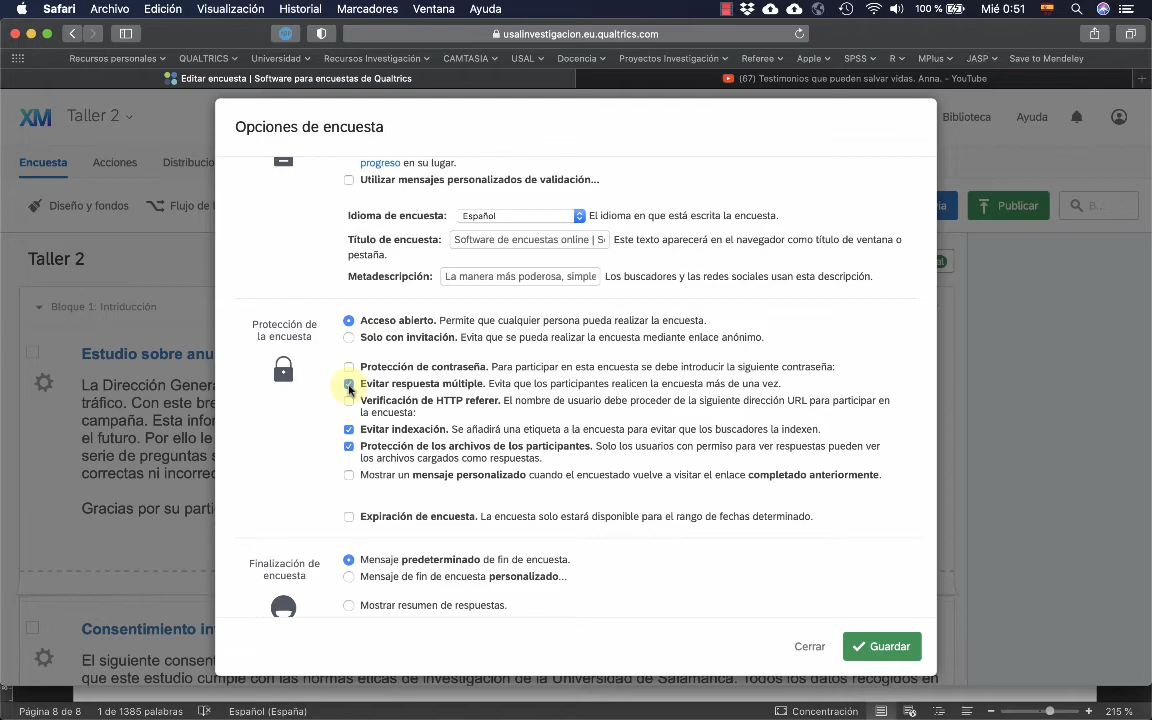 Safari Archivo Edición Visualización Historial Marcadores Ventana Ayuda 100 % Mié 0:51
usalinvestigacion.eu.qualtrics.com
Recursos personales QUALTRICS Universidad Recursos Investigación CAMTASIA USAL Docencia Proyectos Investigación Referee Apple SPSS R MPlus JASP Save to Mendeley
Editar encuesta | Software para encuestas de Qualtrics (67) Testimonios que pueden salvar vidas. Anna. - YouTube
XM Taller 2 Biblioteca Ayuda
Opciones de encuesta
Encuesta Acciones Distribucio
progreso en su lugar.
Utilizar mensajes personalizados de validación...
Diseño y fondos Flujo de Publicar B...
Idioma de encuesta: Español El idioma en que está escrita la encuesta.
Título de encuesta: Software de encuestas online | S Este texto aparecerá en el navegador como título de ventana o
pestaña.
Taller 2
Metadescripción: La manera más poderosa, simple Los buscadores y las redes sociales usan esta descripción.
Bloque 1: Intridicción
Protección de
la encuesta
Acceso abierto. Permite que cualquier persona pueda realizar la encuesta.
Solo con invitación. Evita que se pueda realizar la encuesta mediante enlace anónimo.
Estudio sobre anu
Protección de contraseña. Para participar en esta encuesta se debe introducir la siguiente contraseña:
Evitar respuesta múltiple. Evita que los participantes realicen la encuesta más de una vez.
Verificación de HTTP referer. El nombre de usuario debe proceder de la siguiente dirección URL para participar en
la encuesta:
Evitar indexación. Se añadirá una etiqueta a la encuesta para evitar que los buscadores la indexen.
Protección de los archivos de los participantes. Solo los usuarios con permiso para ver respuestas pueden ver
los archivos cargados como respuestas.
Mostrar un mensaje personalizado cuando el encuestado vuelve a visitar el enlace completado anteriormente.
Expiración de encuesta. La encuesta solo estará disponible para el rango de fechas determinado.
La Dirección Genera
tráfico. Con este bre
campaña. Esta infor
el futuro. Por ello le
serie de preguntas s
correctas ni incorrec
Gracias por su parti
Finalización de
encuesta
Mensaje predeterminado de fin de encuesta.
Mensaje de fin de encuesta personalizado...
Mostrar resumen de respuestas.
Consentimiento in
Cerrar Guardar
El siguiente consent
que este estudio cumple con las normas éticas de investigación de la Universidad de Salamanca. Todos los datos recogidos en
Página 8 de 8 1 de 1385 palabras Español (España) Concentración 215 %